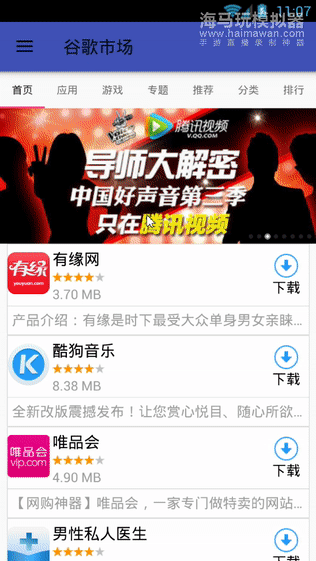 11:07
海马玩模拟器
www.haimawan.com
手游直播录制神器
谷歌市场
首页 应用 游戏 专题 推荐 分类 排行
腾讯视频
V.QQ.COM
导师大解密
中国好声音第三季
只在腾讯视频
有缘
youyuan.com
有缘网
3.70 MB
下载
产品介绍：有缘是时下最受大众单身男女亲睐...
K
酷狗音乐
8.38 MB
下载
全新改版震撼发布！让您赏心悦目、随心所欲...
唯品会
vip.com
唯品会
4.90 MB
下载
【网购神器】唯品会，一家专门做特卖的网站...
男性私人医生
下载